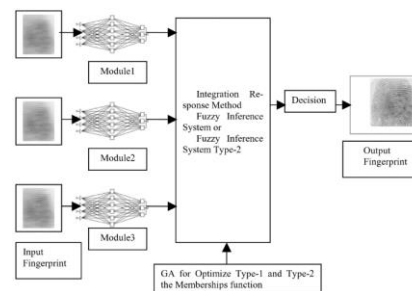 Module1
Integration Re-
sponse Method
Fuzzy Inference
System or
Fuzzy Inference
System Type-2
Decision
Module2
Output
Fingerprint
Module3
Input
Fingerprint
GA for Optimize Type-1 and Type-2
the Memberships function